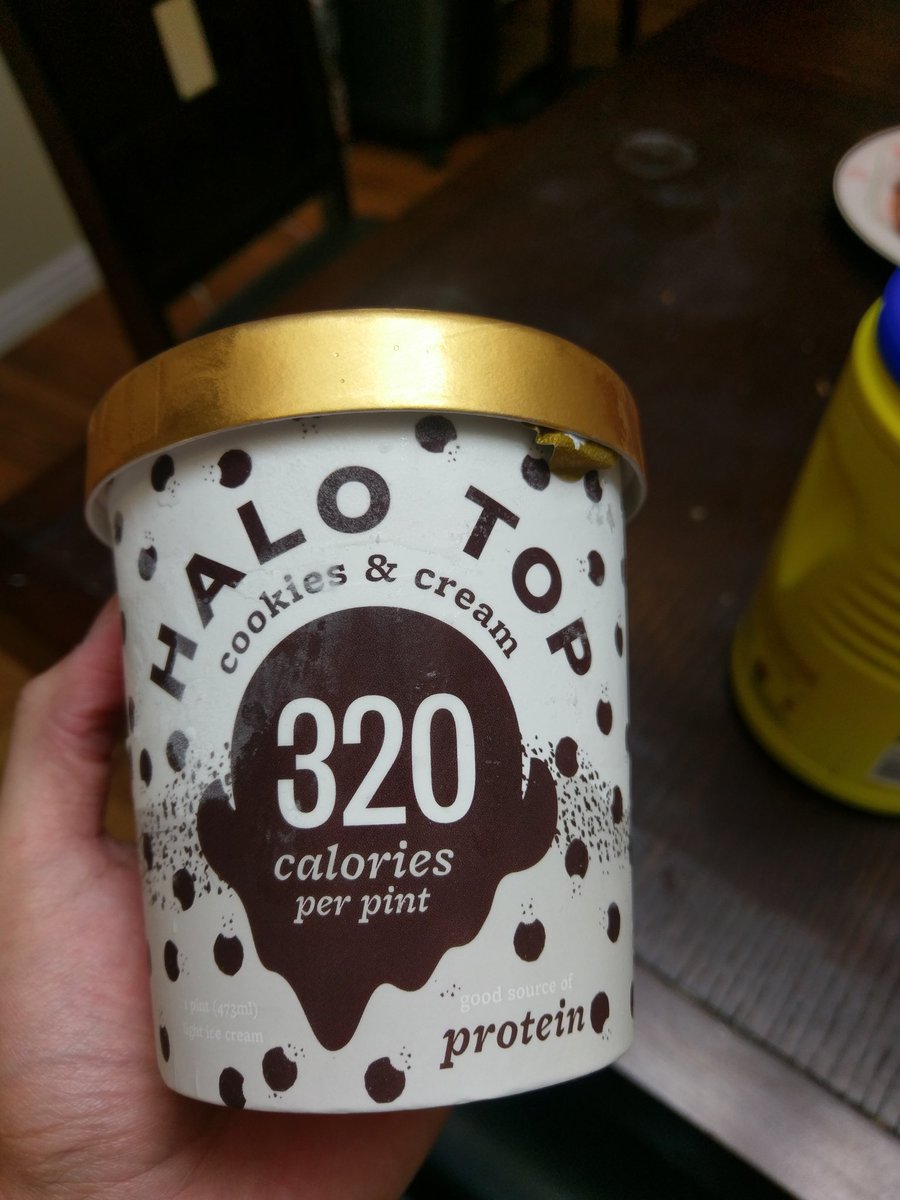 HALO TOP
cookies & cream
320
calories
per pint
1 pint (473ml)
light ice cream
good source of
protein